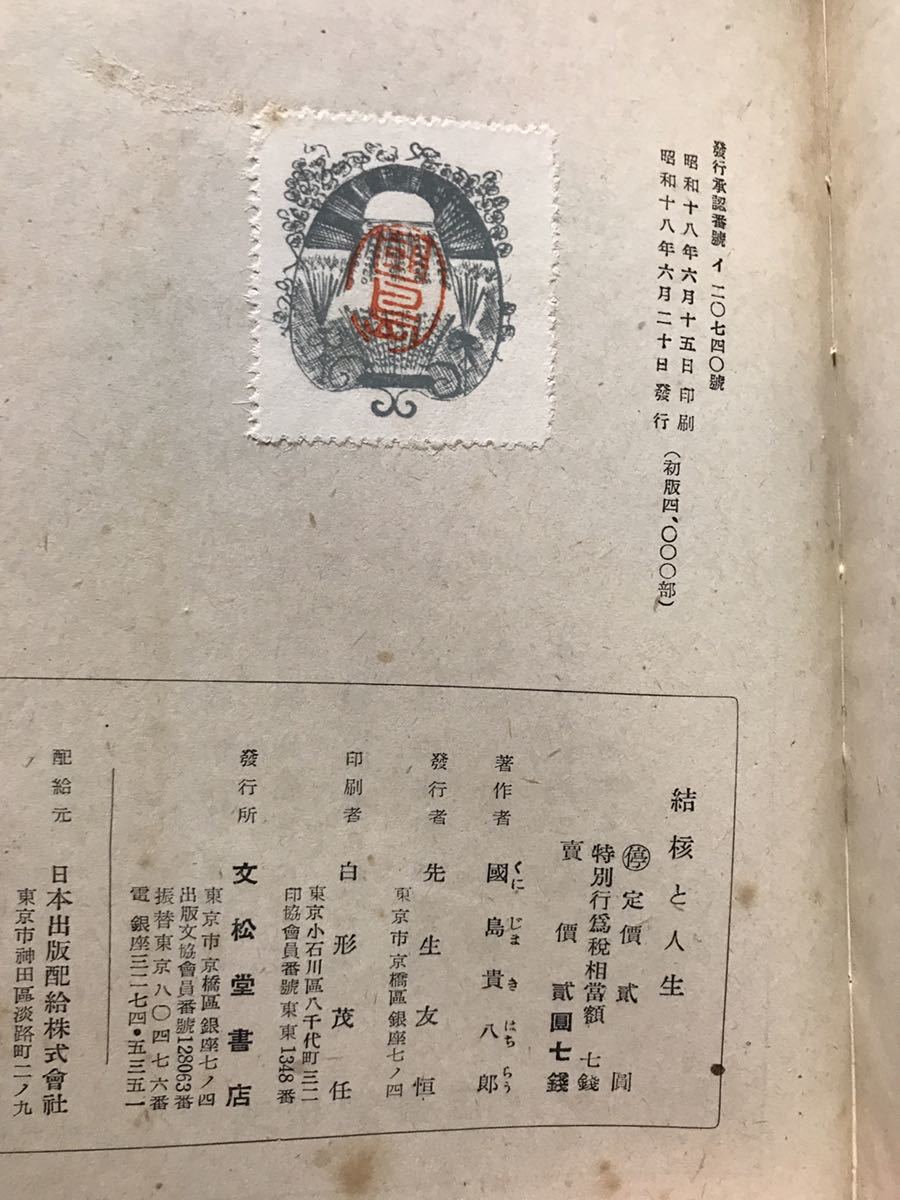 發行承認番號 イ 二〇七四〇號
昭和十八年六月十五日印刷
昭和十八年六月二十日發行
(初版四、〇〇〇部)
結核と人生
停 定價 貳圓
特別行爲稅相當額 七錢
賣價 貳圓七錢
著作者 國島貴八郎
くにじまきはちらう
發行者 先生友恒
東京市京橋區銀座七ノ四
印刷者 白形茂任
東京小石川區八千代町三二
印協會員番號東東1348番
發行所 文松堂書店
東京市京橋區銀座七ノ四
出版文協會員番號128063番
振替東京八〇四七六番
電 銀座三二七四・五三五一
配給元 日本出版配給株式會社
東京市神田區淡路町二ノ九